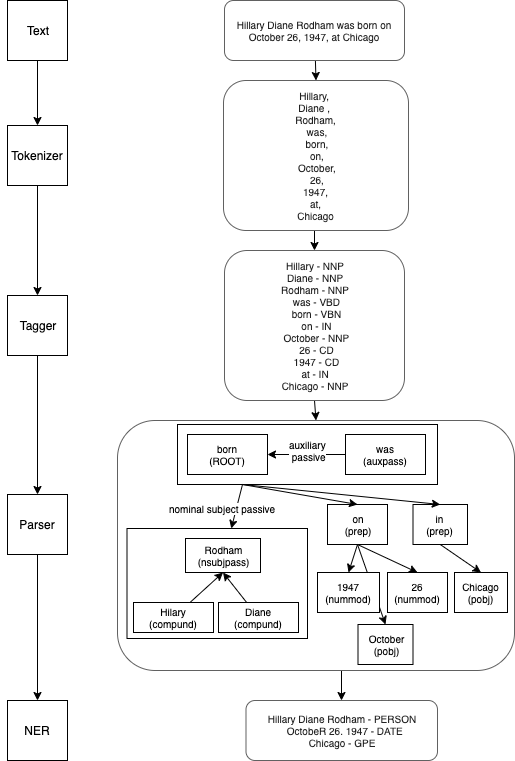 Text
Hillary Diane Rodham was born on
October 26, 1947, at Chicago
Tokenizer
Hillary,
Diane ,
Rodham,
was,
born,
on,
October,
26,
1947,
at,
Chicago
Tagger
Hillary - NNP
Diane - NNP
Rodham - NNP
was - VBD
born - VBN
on - IN
October - NNP
26 - CD
1947 - CD
at - IN
Chicago - NNP
Parser
born
(ROOT)
auxiliary
passive
was
(auxpass)
nominal subject passive
on
(prep)
in
(prep)
Rodham
(nsubjpass)
Hilary
(compund)
Diane
(compund)
1947
(nummod)
26
(nummod)
Chicago
(pobj)
October
(pobj)
NER
Hillary Diane Rodham - PERSON
OctobeR 26. 1947 - DATE
Chicago - GPE